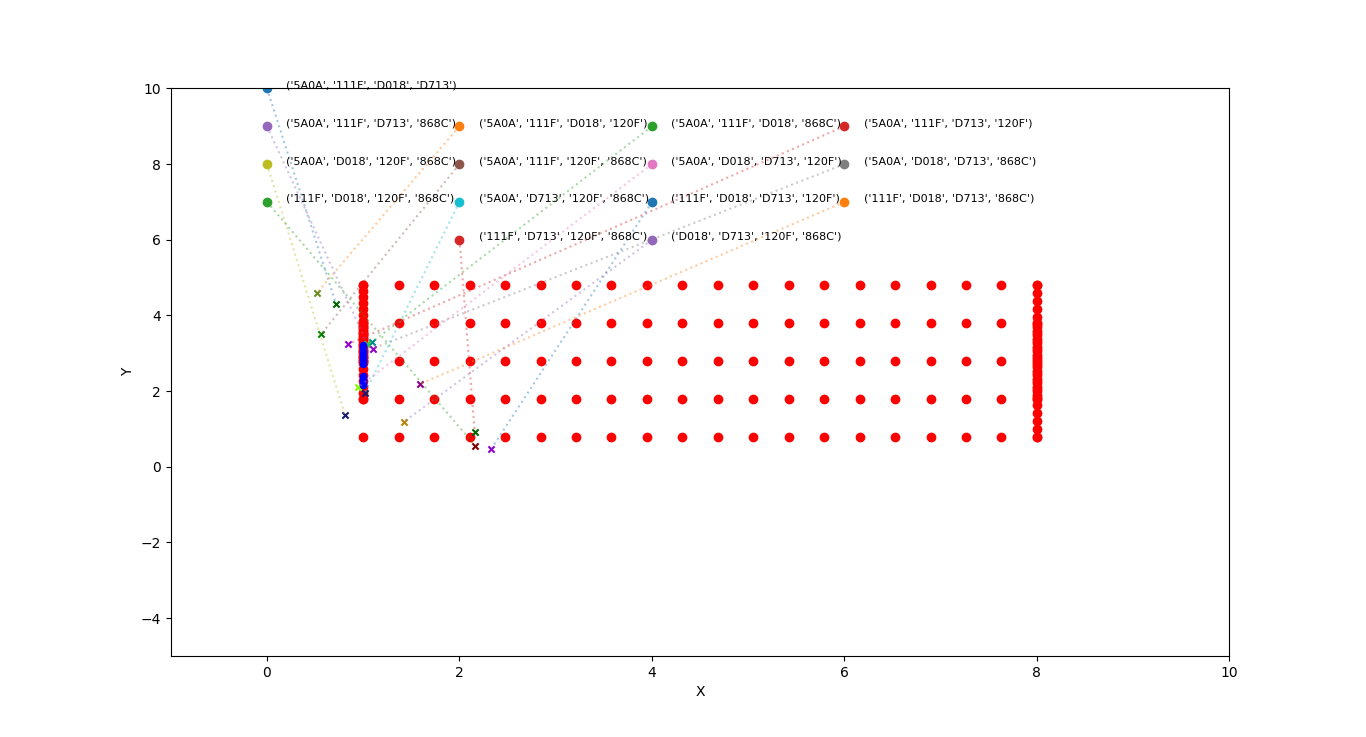 10
('5A0A', '111F', 'D018', 'D713')
('5A0A', '111F', 'D713', '868C') ('5A0A', '111F', 'D018', '120F') ('5A0A', '111F', 'D018', '868C') ('5A0A', '111F', 'D713', '120F')
8
('5A0A', 'D018', '120F', '868C') ('5A0A', '111F', '120F', '868C') ('5A0A', 'D018', 'D713', '120F') ('5A0A', 'D018', 'D713', '868C')
('111F', 'D018', '120F', '868C') ('5A0A', 'D713', '120F', '868C') ('111F', 'D018', 'D713', '120F') ('111F', 'D018', 'D713', '868C')
6
('111F', 'D713', '120F', '868C') ('D018', 'D713', '120F', '868C')
4
Y
2
0
−2
−4
0 2 4 6 8 10
X